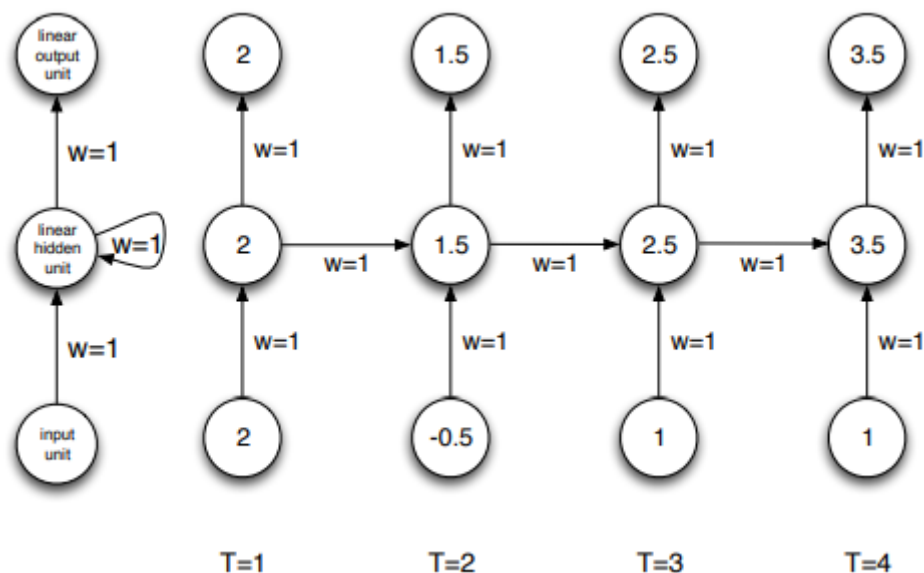 linear
output
unit
2
1.5
2.5
3.5
w=1
w=1
w=1
w=1
w=1
linear
hidden
unit
w=1
2
1.5
2.5
3.5
w=1
w=1
w=1
w=1
w=1
w=1
w=1
w=1
input
unit
2
-0.5
1
1
T=1
T=2
T=3
T=4